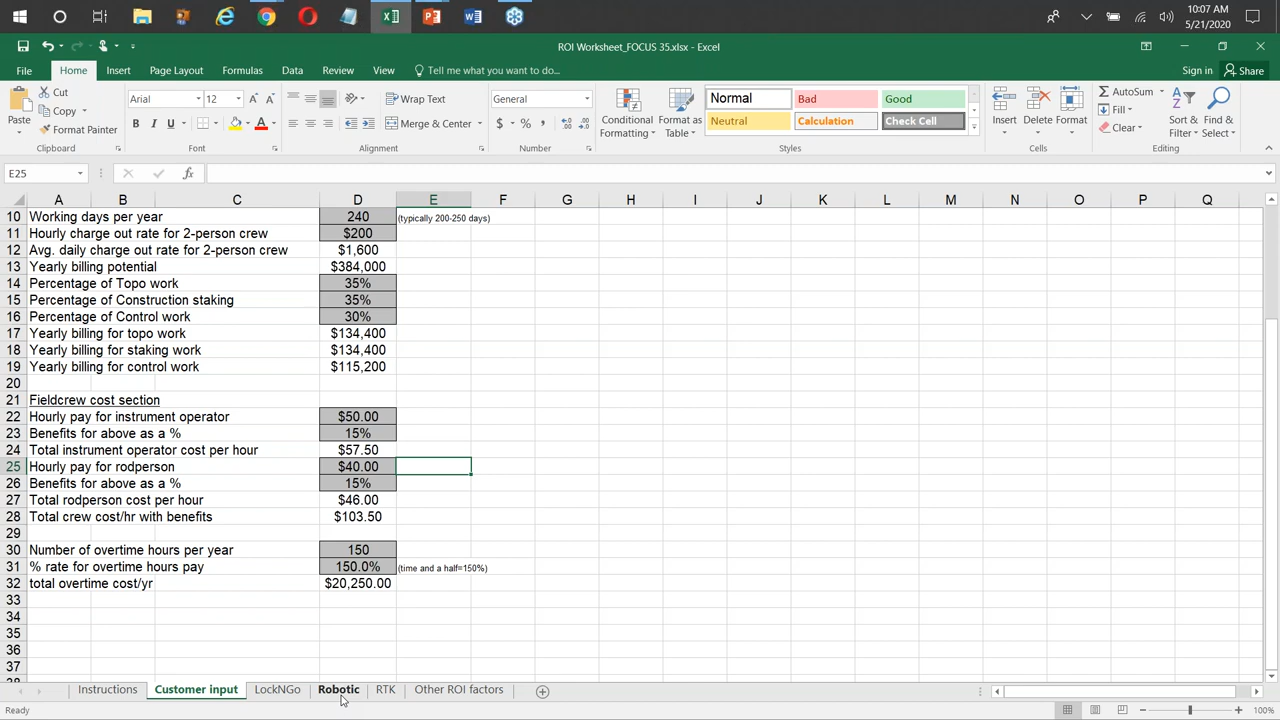 10:07 AM
5/21/2020
ROI Worksheet_FOCUS 35.xlsx - Excel
File Home Insert Page Layout Formulas Data Review View Tell me what you want to do... Sign in Share
Cut
Copy
Format Painter
Paste
Clipboard
Arial 12
B I U
Font
Wrap Text
Merge & Center
Alignment
General
$ % ,
Number
Conditional Formatting
Format as Table
Normal Bad Good
Neutral Calculation Check Cell
Styles
Insert Delete Format
Cells
AutoSum
Fill
Clear
Sort & Filter
Find & Select
Editing
E25 fx
A B C D E F G H I J K L M N O P Q
10 Working days per year 240 (typically 200-250 days)
11 Hourly charge out rate for 2-person crew $200
12 Avg. daily charge out rate for 2-person crew $1,600
13 Yearly billing potential $384,000
14 Percentage of Topo work 35%
15 Percentage of Construction staking 35%
16 Percentage of Control work 30%
17 Yearly billing for topo work $134,400
18 Yearly billing for staking work $134,400
19 Yearly billing for control work $115,200
20
21 Fieldcrew cost section
22 Hourly pay for instrument operator $50.00
23 Benefits for above as a % 15%
24 Total instrument operator cost per hour $57.50
25 Hourly pay for rodperson $40.00
26 Benefits for above as a % 15%
27 Total rodperson cost per hour $46.00
28 Total crew cost/hr with benefits $103.50
29
30 Number of overtime hours per year 150
31 % rate for overtime hours pay 150.0% (time and a half=150%)
32 total overtime cost/yr $20,250.00
33
34
35
36
37
38
Instructions Customer input LockNGo Robotic RTK Other ROI factors
Ready 100%